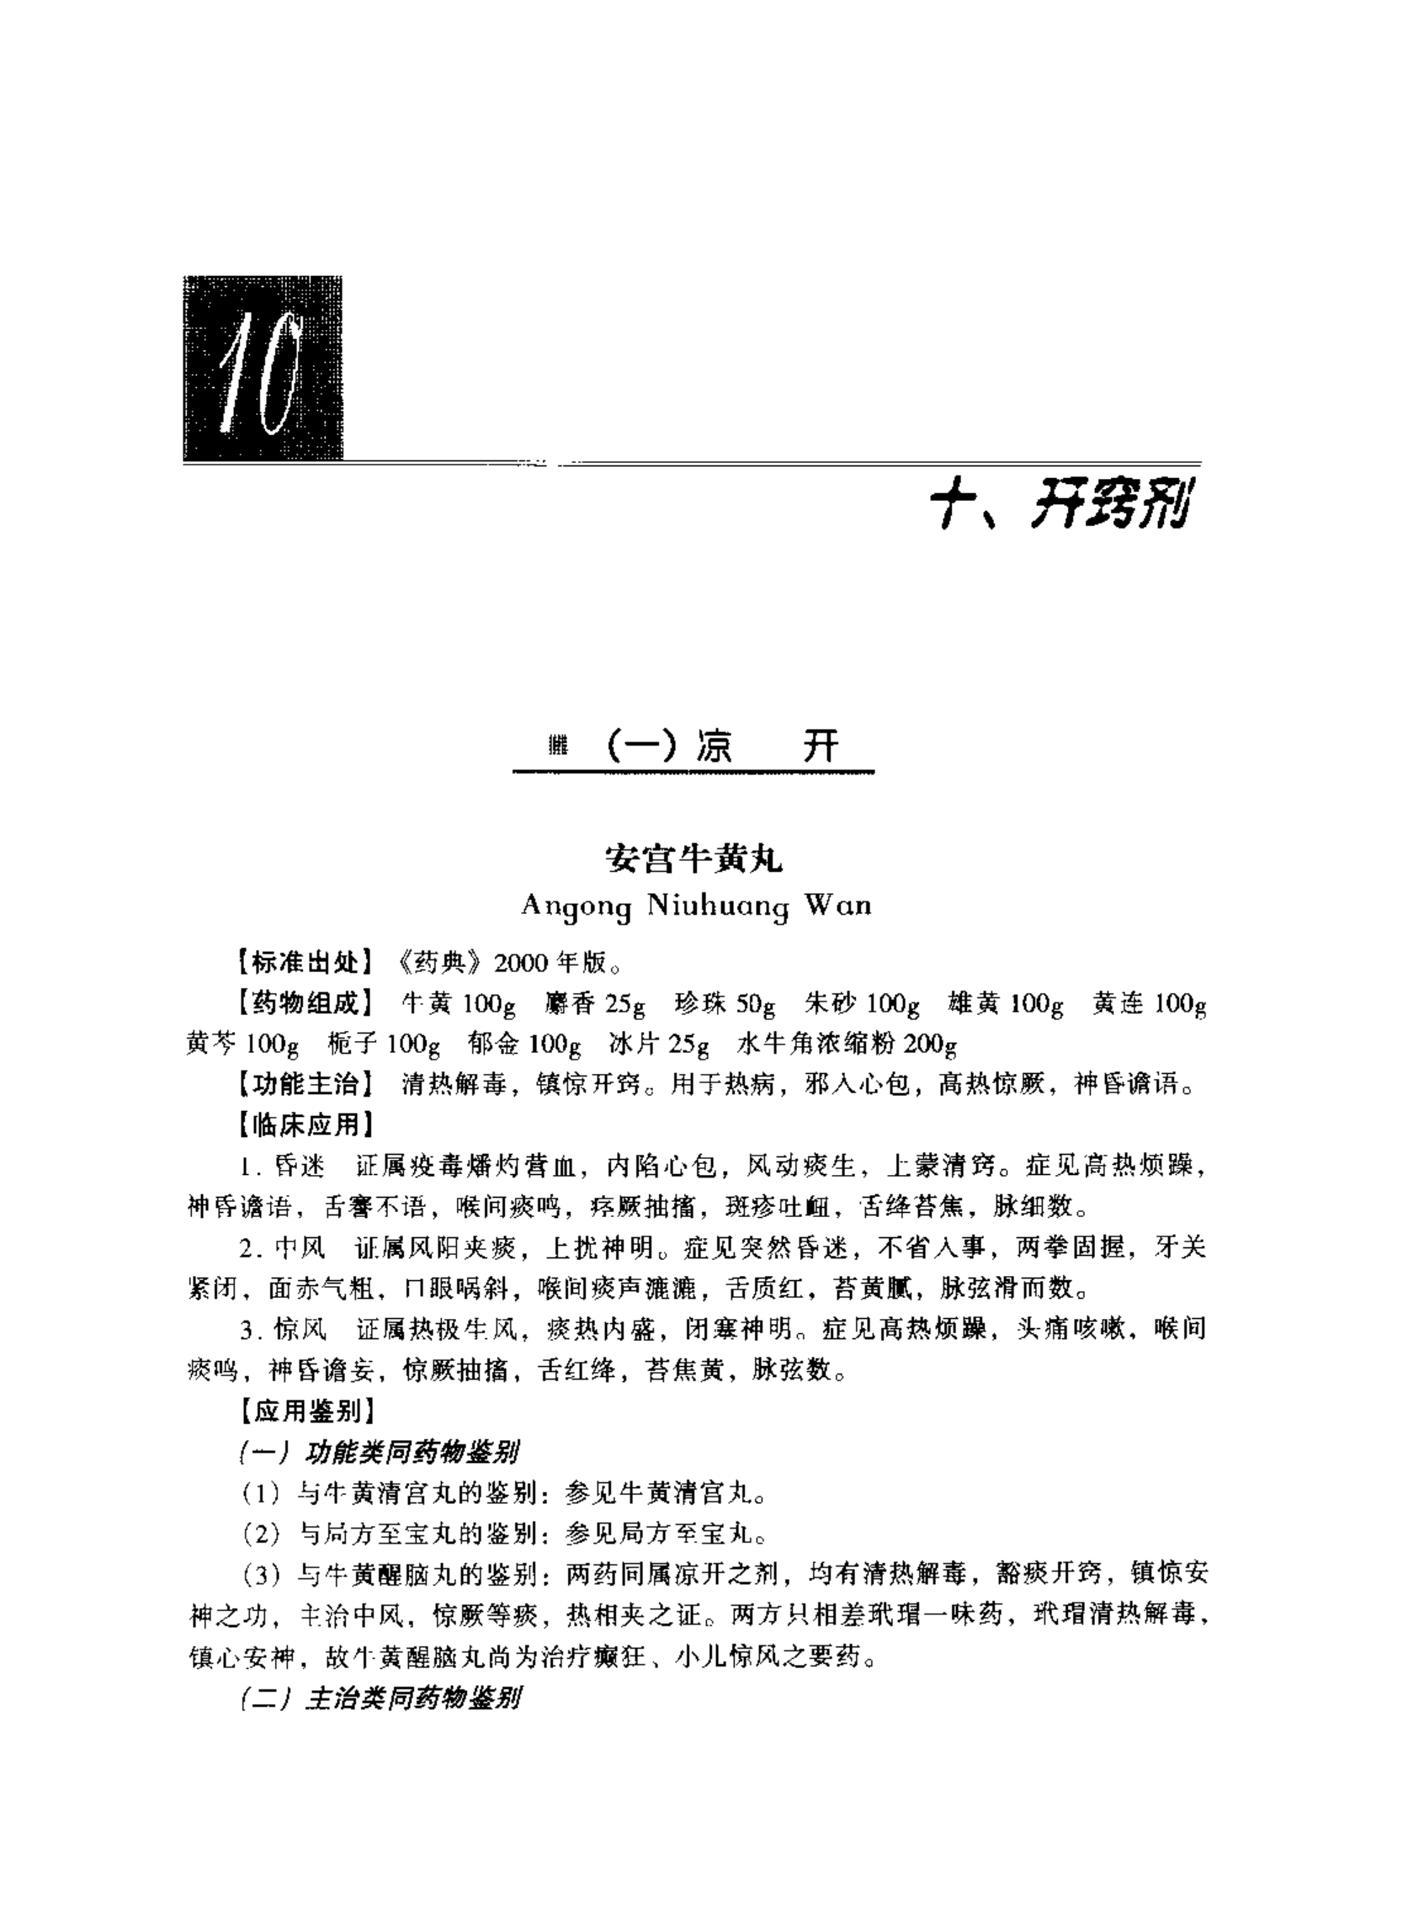 10
十、开窍剂
(一)凉 开
安宫牛黄丸
Angong Niuhuang Wan
【标准出处】《药典》2000 年版。
【药物组成】 牛黄 100g 麝香 25g 珍珠 50g 朱砂 100g 雄黄 100g 黄连 100g
黄芩 100g 栀子 100g 郁金 100g 冰片 25g 水牛角浓缩粉 200g
【功能主治】 清热解毒，镇惊开窍。用于热病，邪入心包，高热惊厥，神昏谵语。
【临床应用】
1. 昏迷 证属疫毒燔灼营血，内陷心包，风动痰生，上蒙清窍。症见高热烦躁，
神昏谵语，舌謇不语，喉间痰鸣，痉厥抽搐，斑疹吐衄，舌绛苔焦，脉细数。
2. 中风 证属风阳夹痰，上扰神明。症见突然昏迷，不省人事，两拳固握，牙关
紧闭，面赤气粗，口眼㖞斜，喉间痰声漉漉，舌质红，苔黄腻，脉弦滑而数。
3. 惊风 证属热极生风，痰热内盛，闭塞神明。症见高热烦躁，头痛咳嗽，喉间
痰鸣，神昏谵妄，惊厥抽搐，舌红绛，苔焦黄，脉弦数。
【应用鉴别】
(一) 功能类同药物鉴别
(1) 与牛黄清宫丸的鉴别：参见牛黄清宫丸。
(2) 与局方至宝丸的鉴别：参见局方至宝丸。
(3) 与牛黄醒脑丸的鉴别：两药同属凉开之剂，均有清热解毒，豁痰开窍，镇惊安
神之功，主治中风，惊厥等痰，热相夹之证。两方只相差玳瑁一味药，玳瑁清热解毒，
镇心安神，故牛黄醒脑丸尚为治疗癫狂、小儿惊风之要药。
(二) 主治类同药物鉴别